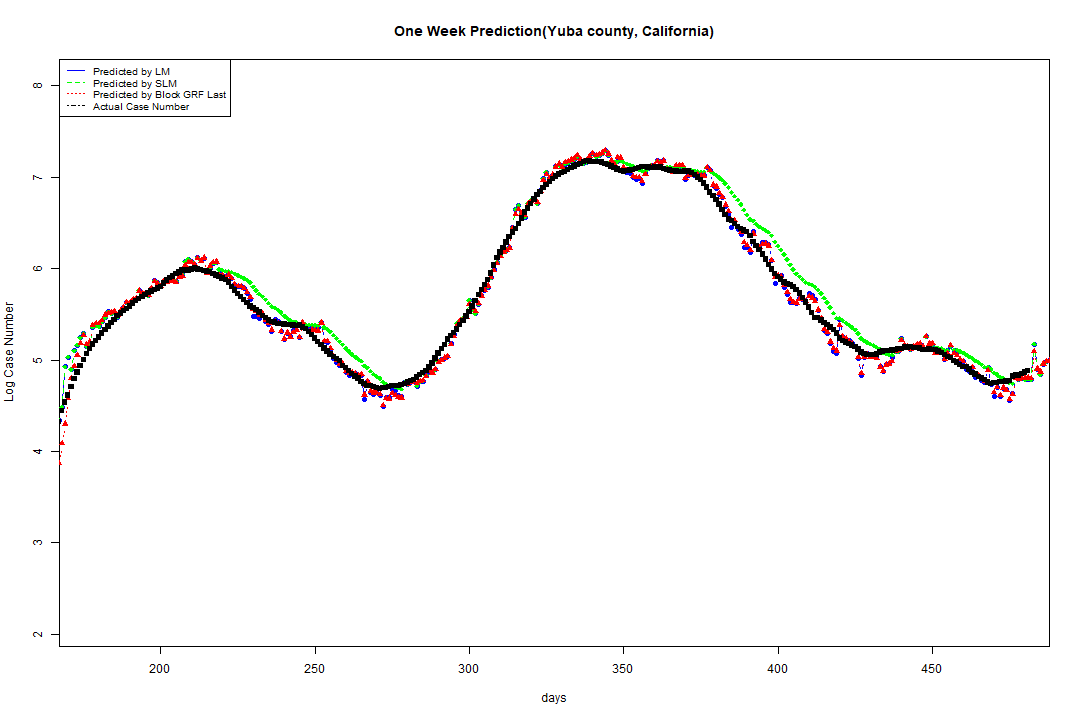 One Week Prediction(Yuba county, California)
Predicted by LM
Predicted by SLM
Predicted by Block GRF Last
Actual Case Number
8
7
6
5
4
3
2
Log Case Number
200 250 300 350 400 450
days